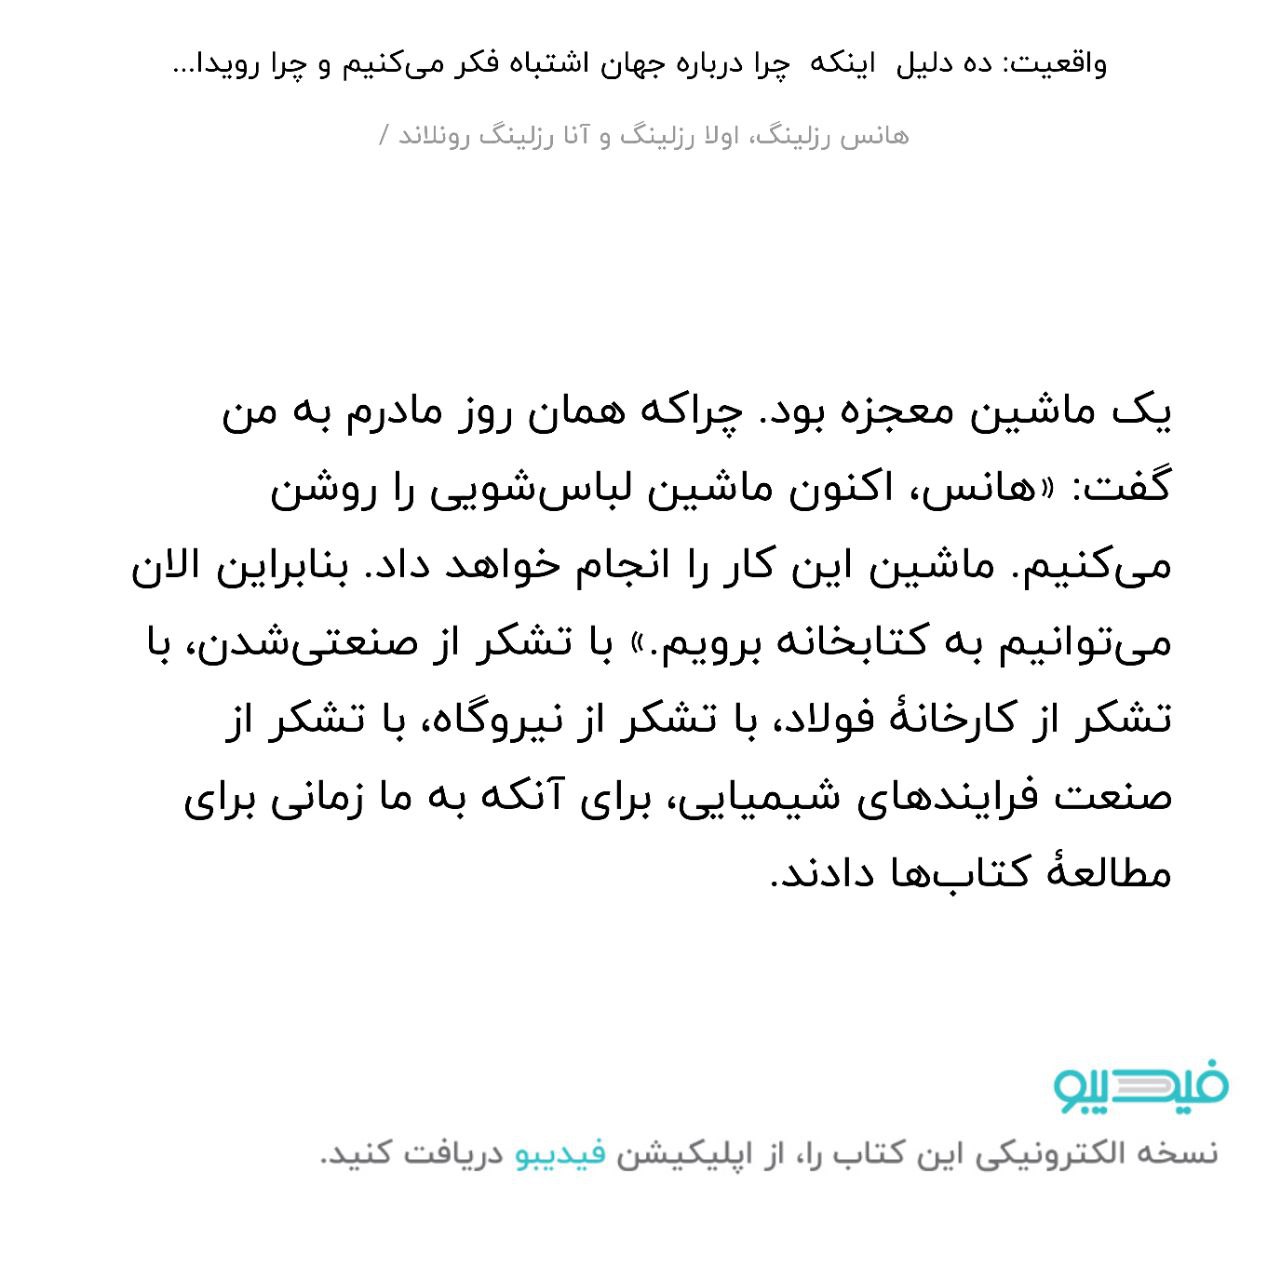 واقعیت: ده دلیل اینکه چرا درباره جهان اشتباه فکر می‌کنیم و چرا رویدا...
هانس رزلینگ، اولا رزلینگ و آنا رزلینگ رونلاند /
یک ماشین معجزه بود. چراکه همان روز مادرم به من
گفت: «هانس، اکنون ماشین لباس‌شویی را روشن
می‌کنیم. ماشین این کار را انجام خواهد داد. بنابراین الان
می‌توانیم به کتابخانه برویم.» با تشکر از صنعتی‌شدن، با
تشکر از کارخانهٔ فولاد، با تشکر از نیروگاه، با تشکر از
صنعت فرایندهای شیمیایی، برای آنکه به ما زمانی برای
مطالعهٔ کتاب‌ها دادند.
فیدیبو
نسخه الکترونیکی این کتاب را، از اپلیکیشن فیدیبو دریافت کنید.